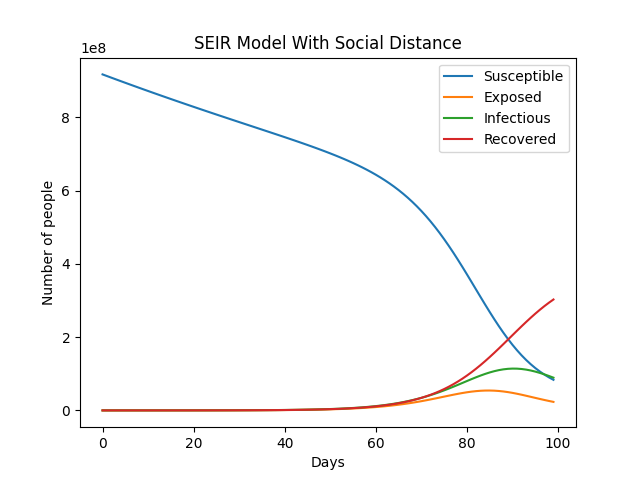 SEIR Model With Social Distance
1e8
Susceptible
Exposed
Infectious
Recovered
8
6
4
2
0
Number of people
0 20 40 60 80 100
Days